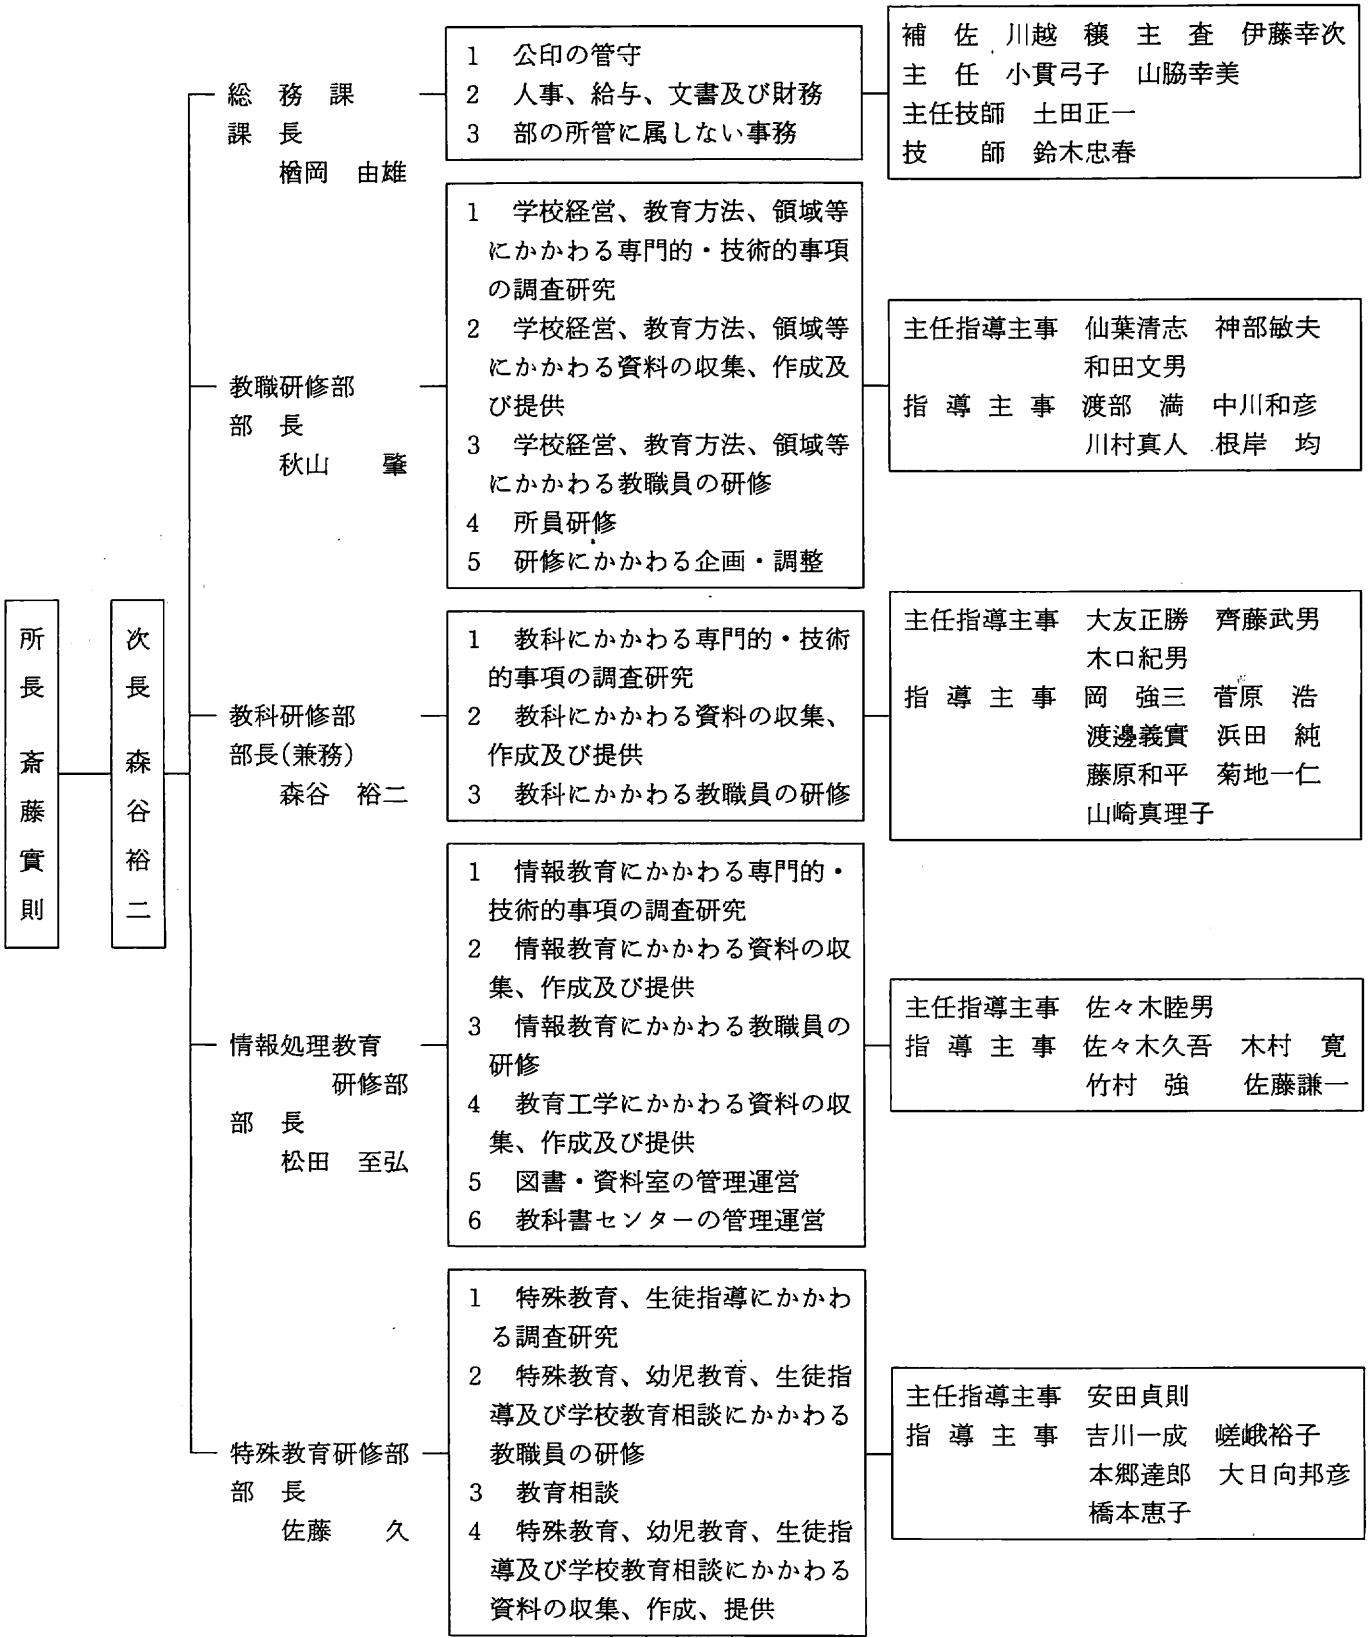 所長　斎藤實則
次長　森谷裕二
総　務　課
課　長
楢岡　由雄
1　公印の管守
2　人事、給与、文書及び財務
3　部の所管に属しない事務
補　佐　川越　穣　主　査　伊藤幸次
主　任　小貫弓子　山脇幸美
主任技師　土田正一
技　　師　鈴木忠春
教職研修部
部　長
秋山　　肇
1　学校経営、教育方法、領域等
にかかわる専門的・技術的事項
の調査研究
2　学校経営、教育方法、領域等
にかかわる資料の収集、作成及
び提供
3　学校経営、教育方法、領域等
にかかわる教職員の研修
4　所員研修
5　研修にかかわる企画・調整
主任指導主事　仙葉清志　神部敏夫
和田文男
指　導　主　事　渡部　満　中川和彦
川村真人　根岸　均
教科研修部
部長(兼務)
森谷　裕二
1　教科にかかわる専門的・技術
的事項の調査研究
2　教科にかかわる資料の収集、
作成及び提供
3　教科にかかわる教職員の研修
主任指導主事　大友正勝　齊藤武男
木口紀男
指　導　主　事　岡　強三　菅原　浩
渡邊義實　浜田　純
藤原和平　菊地一仁
山崎真理子
情報処理教育
研修部
部　長
松田　至弘
1　情報教育にかかわる専門的・
技術的事項の調査研究
2　情報教育にかかわる資料の収
集、作成及び提供
3　情報教育にかかわる教職員の
研修
4　教育工学にかかわる資料の収
集、作成及び提供
5　図書・資料室の管理運営
6　教科書センターの管理運営
主任指導主事　佐々木睦男
指　導　主　事　佐々木久吾　木村　寛
竹村　強　　佐藤謙一
特殊教育研修部
部　長
佐藤　　久
1　特殊教育、生徒指導にかかわ
る調査研究
2　特殊教育、幼児教育、生徒指
導及び学校教育相談にかかわる
教職員の研修
3　教育相談
4　特殊教育、幼児教育、生徒指
導及び学校教育相談にかかわる
資料の収集、作成、提供
主任指導主事　安田貞則
指　導　主　事　吉川一成　嵯峨裕子
本郷達郎　大日向邦彦
橋本恵子